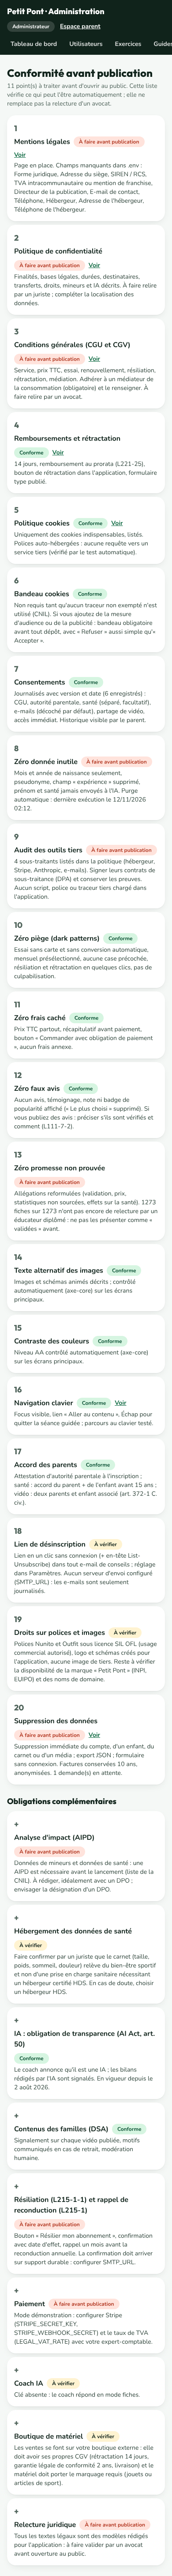 Petit Pont · Administration
Administrateur Espace parent
Tableau de bord Utilisateurs Exercices Guides
Conformité avant publication
11 point(s) à traiter avant d'ouvrir au public. Cette liste
vérifie ce qui peut l'être automatiquement ; elle ne
remplace pas la relecture d'un avocat.
1
Mentions légales À faire avant publication
Voir
Page en place. Champs manquants dans .env :
Forme juridique, Adresse du siège, SIREN / RCS,
TVA intracommunautaire ou mention de franchise,
Directeur de la publication, E-mail de contact,
Téléphone, Hébergeur, Adresse de l'hébergeur,
Téléphone de l'hébergeur.
2
Politique de confidentialité
À faire avant publication Voir
Finalités, bases légales, durées, destinataires,
transferts, droits, mineurs et IA décrits. À faire relire
par un juriste ; compléter la localisation des
données.
3
Conditions générales (CGU et CGV)
À faire avant publication Voir
Service, prix TTC, essai, renouvellement, résiliation,
rétractation, médiation. Adhérer à un médiateur de
la consommation (obligatoire) et le renseigner. À
faire relire par un avocat.
4
Remboursements et rétractation
Conforme Voir
14 jours, remboursement au prorata (L221-25),
bouton de rétractation dans l'application, formulaire
type publié.
5
Politique cookies Conforme Voir
Uniquement des cookies indispensables, listés.
Polices auto-hébergées : aucune requête vers un
service tiers (vérifié par le test automatique).
6
Bandeau cookies Conforme
Non requis tant qu'aucun traceur non exempté n'est
utilisé (CNIL). Si vous ajoutez de la mesure
d'audience ou de la publicité : bandeau obligatoire
avant tout dépôt, avec « Refuser » aussi simple qu'«
Accepter ».
7
Consentements Conforme
Journalisés avec version et date (6 enregistrés) :
CGU, autorité parentale, santé (séparé, facultatif),
e-mails (décoché par défaut), partage de vidéo,
accès immédiat. Historique visible par le parent.
8
Zéro donnée inutile À faire avant publication
Mois et année de naissance seulement,
pseudonyme, champ « expérience » supprimé,
prénom et santé jamais envoyés à l'IA. Purge
automatique : dernière exécution le 12/11/2026
02:12.
9
Audit des outils tiers À faire avant publication
4 sous-traitants listés dans la politique (hébergeur,
Stripe, Anthropic, e-mails). Signer leurs contrats de
sous-traitance (DPA) et conserver les preuves.
Aucun script, police ou traceur tiers chargé dans
l'application.
10
Zéro piège (dark patterns) Conforme
Essai sans carte et sans conversion automatique,
mensuel présélectionné, aucune case précochée,
résiliation et rétractation en quelques clics, pas de
culpabilisation.
11
Zéro frais caché Conforme
Prix TTC partout, récapitulatif avant paiement,
bouton « Commander avec obligation de paiement
», aucun frais annexe.
12
Zéro faux avis Conforme
Aucun avis, témoignage, note ni badge de
popularité affiché (« Le plus choisi » supprimé). Si
vous publiez des avis : préciser s'ils sont vérifiés et
comment (L111-7-2).
13
Zéro promesse non prouvée
À faire avant publication
Allégations reformulées (validation, prix,
statistiques non sourcées, effets sur la santé). 1273
fiches sur 1273 n'ont pas encore de relecture par un
éducateur diplômé : ne pas les présenter comme «
validées » avant.
14
Texte alternatif des images Conforme
Images et schémas animés décrits ; contrôlé
automatiquement (axe-core) sur les écrans
principaux.
15
Contraste des couleurs Conforme
Niveau AA contrôlé automatiquement (axe-core)
sur les écrans principaux.
16
Navigation clavier Conforme Voir
Focus visible, lien « Aller au contenu », Échap pour
quitter la séance guidée ; parcours au clavier testé.
17
Accord des parents Conforme
Attestation d'autorité parentale à l'inscription ;
santé : accord du parent + de l'enfant avant 15 ans ;
vidéo : deux parents et enfant associé (art. 372-1 C.
civ.).
18
Lien de désinscription À vérifier
Lien en un clic sans connexion (+ en-tête List-
Unsubscribe) dans tout e-mail de conseils ; réglage
dans Paramètres. Aucun serveur d'envoi configuré
(SMTP_URL) : les e-mails sont seulement
journalisés.
19
Droits sur polices et images À vérifier
Polices Nunito et Outfit sous licence SIL OFL (usage
commercial autorisé), logo et schémas créés pour
l'application, aucune image de tiers. Reste à vérifier
la disponibilité de la marque « Petit Pont » (INPI,
EUIPO) et des noms de domaine.
20
Suppression des données
À faire avant publication Voir
Suppression immédiate du compte, d'un enfant, du
carnet ou d'un média ; export JSON ; formulaire
sans connexion. Factures conservées 10 ans,
anonymisées. 1 demande(s) en attente.
Obligations complémentaires
+
Analyse d'impact (AIPD)
À faire avant publication
Données de mineurs et données de santé : une
AIPD est nécessaire avant le lancement (liste de la
CNIL). À rédiger, idéalement avec un DPO ;
envisager la désignation d'un DPO.
+
Hébergement des données de santé
À vérifier
Faire confirmer par un juriste que le carnet (taille,
poids, sommeil, douleur) relève du bien-être sportif
et non d'une prise en charge sanitaire nécessitant
un hébergeur certifié HDS. En cas de doute, choisir
un hébergeur HDS.
+
IA : obligation de transparence (AI Act, art.
50)
Conforme
Le coach annonce qu'il est une IA ; les bilans
rédigés par l'IA sont signalés. En vigueur depuis le
2 août 2026.
+
Contenus des familles (DSA) Conforme
Signalement sur chaque vidéo publiée, motifs
communiqués en cas de retrait, modération
humaine.
+
Résiliation (L215-1-1) et rappel de
reconduction (L215-1)
À faire avant publication
Bouton « Résilier mon abonnement », confirmation
avec date d'effet, rappel un mois avant la
reconduction annuelle. La confirmation doit arriver
sur support durable : configurer SMTP_URL.
+
Paiement À faire avant publication
Mode démonstration : configurer Stripe
(STRIPE_SECRET_KEY,
STRIPE_WEBHOOK_SECRET) et le taux de TVA
(LEGAL_VAT_RATE) avec votre expert-comptable.
+
Coach IA À vérifier
Clé absente : le coach répond en mode fiches.
+
Boutique de matériel À vérifier
Les ventes se font sur votre boutique externe : elle
doit avoir ses propres CGV (rétractation 14 jours,
garantie légale de conformité 2 ans, livraison) et le
matériel doit porter le marquage requis (jouets ou
articles de sport).
+
Relecture juridique À faire avant publication
Tous les textes légaux sont des modèles rédigés
pour l'application : à faire valider par un avocat
avant ouverture au public.